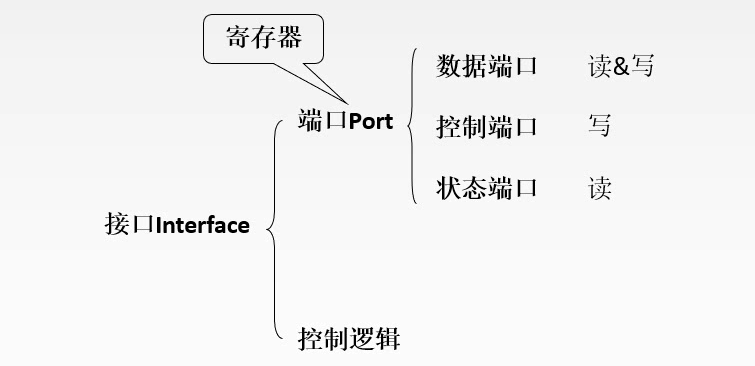 寄存器
数据端口 读&写
端口Port
控制端口 写
状态端口 读
接口Interface
控制逻辑